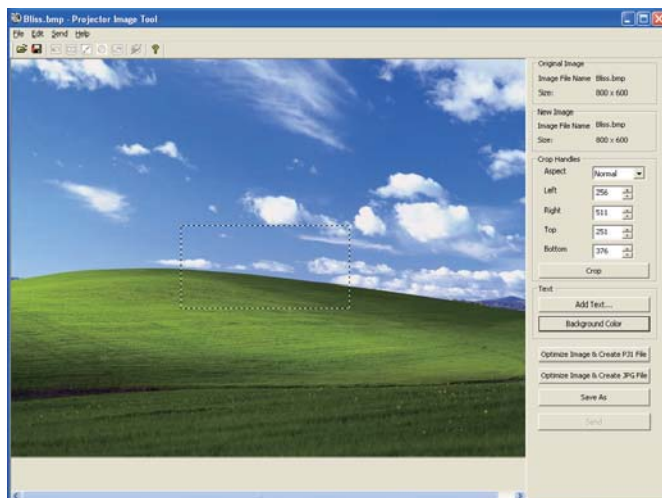 Bliss.bmp - Projector Image Tool
File Edit Send Help
Original Image
Image File Name Bliss.bmp
Size: 800 x 600
New Image
Image File Name Bliss.bmp
Size: 800 x 600
Crop Handles
Aspect Normal
Left 256
Right 511
Top 251
Bottom 376
Crop
Text
Add Text....
Background Color
Optimize Image & Create PJI File
Optimize Image & Create JPG File
Save As
Send